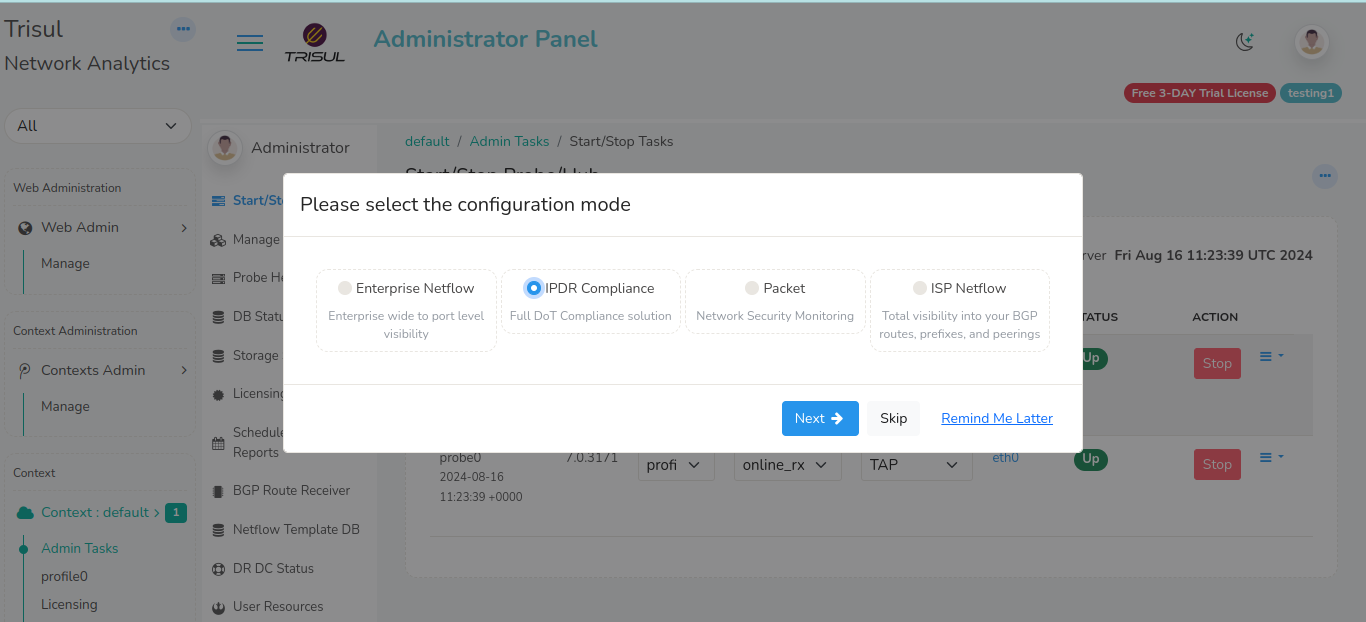 Trisul
Network Analytics
TRISUL
Administrator Panel
Free 3-DAY Trial License
testing1
All
Administrator
default / Admin Tasks / Start/Stop Tasks
Web Administration
Web Admin
Manage
Context Administration
Contexts Admin
Manage
Context
Context : default
1
Admin Tasks
profile0
Licensing
Start/St
Manage
Probe He
DB Statu
Storage
Licensing
Schedule
Reports
BGP Route Receiver
Netflow Template DB
DR DC Status
User Resources
Start/Stop Probe/Hub
rver Fri Aug 16 11:23:39 UTC 2024
TATUS
ACTION
Up
Stop
Please select the configuration mode
Enterprise Netflow
Enterprise wide to port level
visibility
IPDR Compliance
Full DoT Compliance solution
Packet
Network Security Monitoring
ISP Netflow
Total visibility into your BGP
routes, prefixes, and peerings
Next
Skip
Remind Me Latter
probe0
2024-08-16
11:23:39 +0000
7.0.3171
profi
online_rx
TAP
eth0
Up
Stop